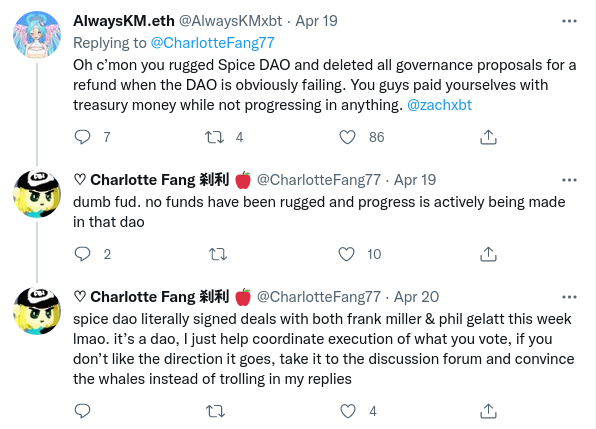 AlwaysKM.eth @AlwaysKMxbt · Apr 19
Replying to @CharlotteFang77
Oh c’mon you rugged Spice DAO and deleted all governance proposals for a
refund when the DAO is obviously failing. You guys paid yourselves with
treasury money while not progressing in anything. @zachxbt
7 4 86
♡ Charlotte Fang 剎利 🍎 @CharlotteFang77 · Apr 19
dumb fud. no funds have been rugged and progress is actively being made
in that dao
2 10
♡ Charlotte Fang 剎利 🍎 @CharlotteFang77 · Apr 20
spice dao literally signed deals with both frank miller & phil gelatt this week
lmao. it’s a dao, I just help coordinate execution of what you vote, if you
don’t like the direction it goes, take it to the discussion forum and convince
the whales instead of trolling in my replies
4